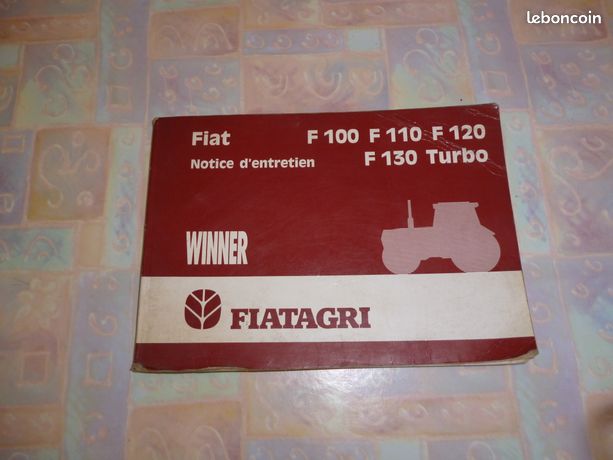 leboncoin
Fiat F 100 F 110 F 120
Notice d'entretien F 130 Turbo
WINNER
FIATAGRI